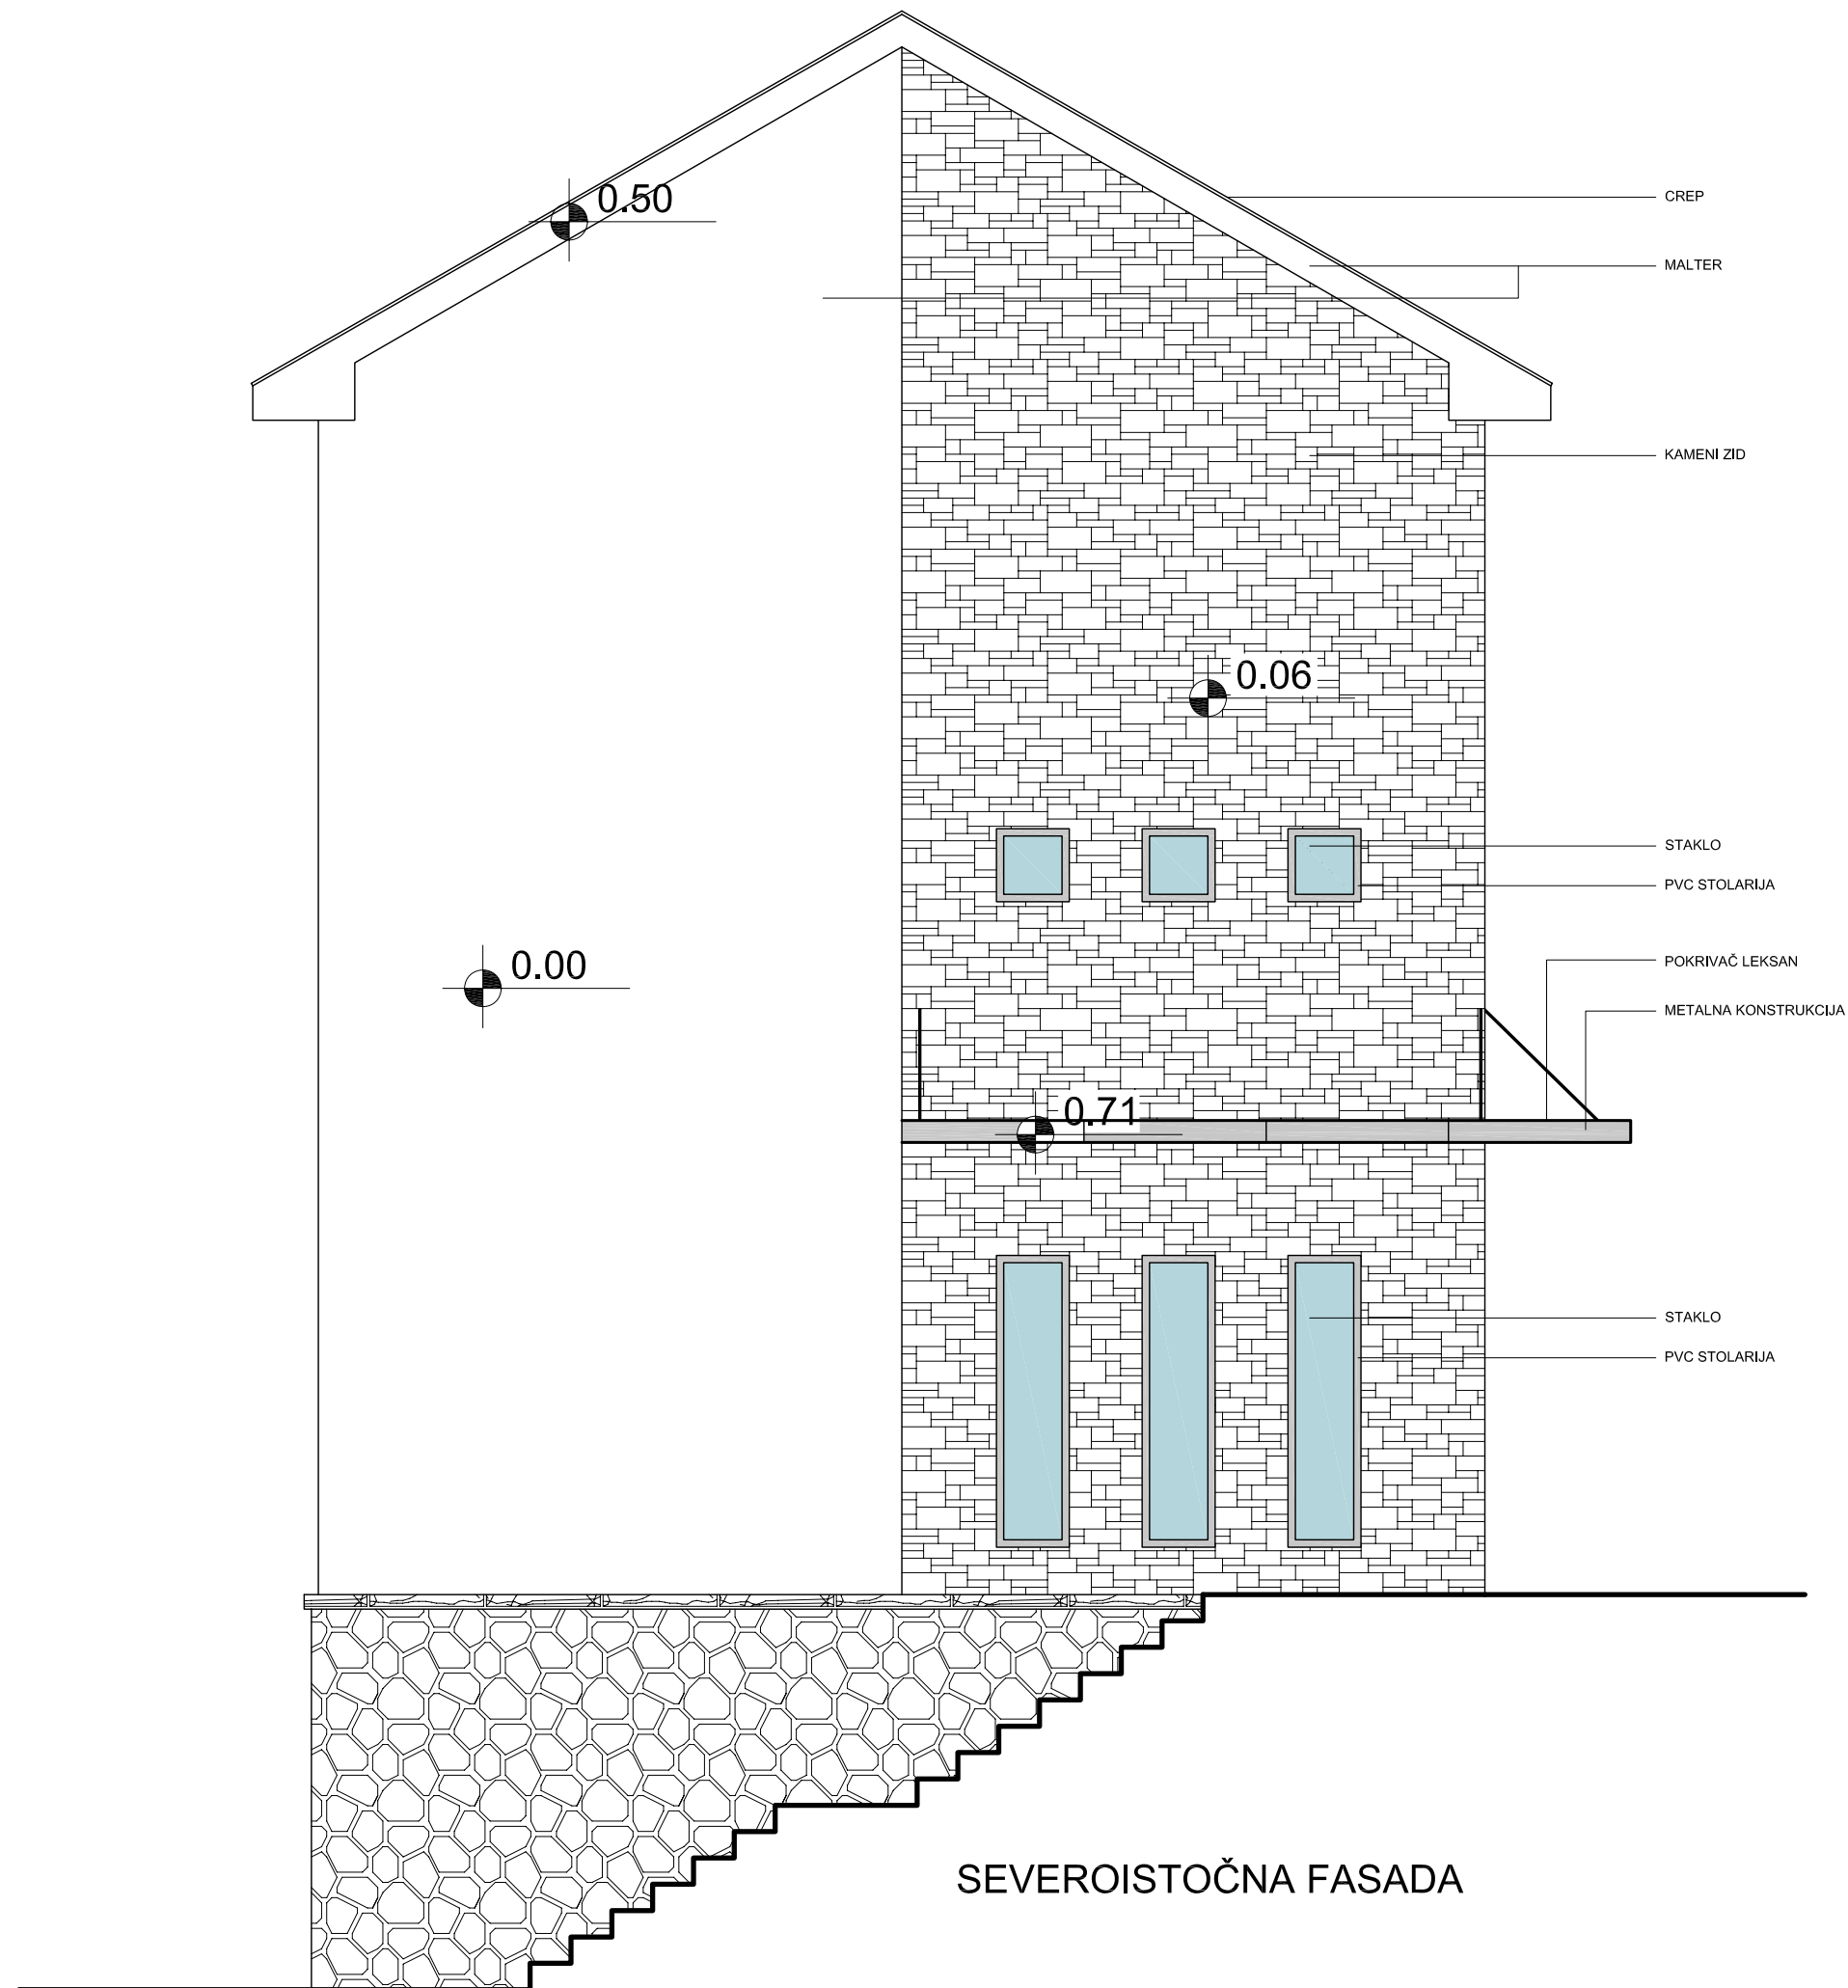 0.50
CREP
MALTER
KAMENI ZID
0.06
STAKLO
PVC STOLARIJA
0.00
POKRIVAČ LEKSAN
METALNA KONSTRUKCIJA
0.71
STAKLO
PVC STOLARIJA
SEVEROISTOČNA FASADA